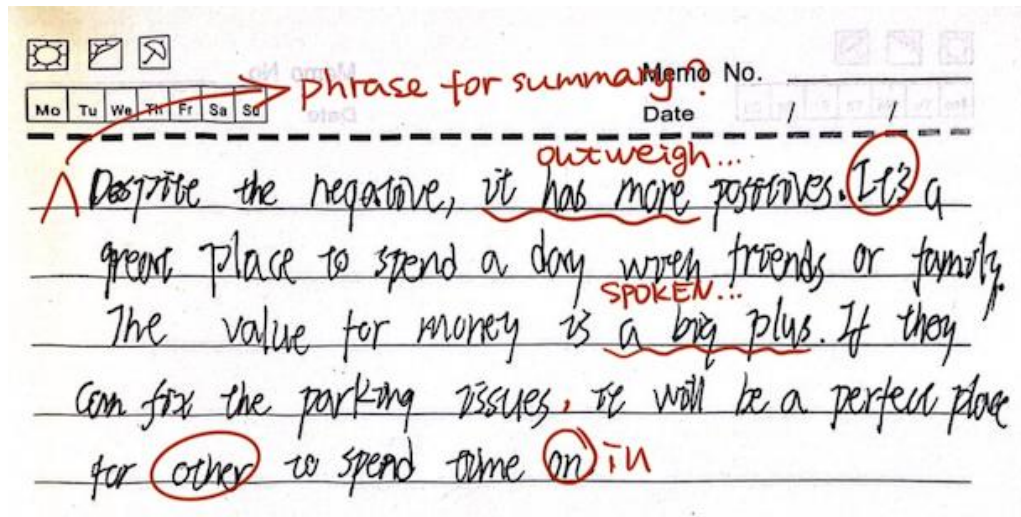 phrase for summary?
Memo No.
Mo Tu We Th Fr Sa Su
Date / /
outweigh...
Despite the negative, it has more positives. It's a
great place to spend a day with friends or family.
SPOKEN...
The value for money is a big plus. If they
can fix the parking issues, it will be a perfect place
for other to spend time on. in